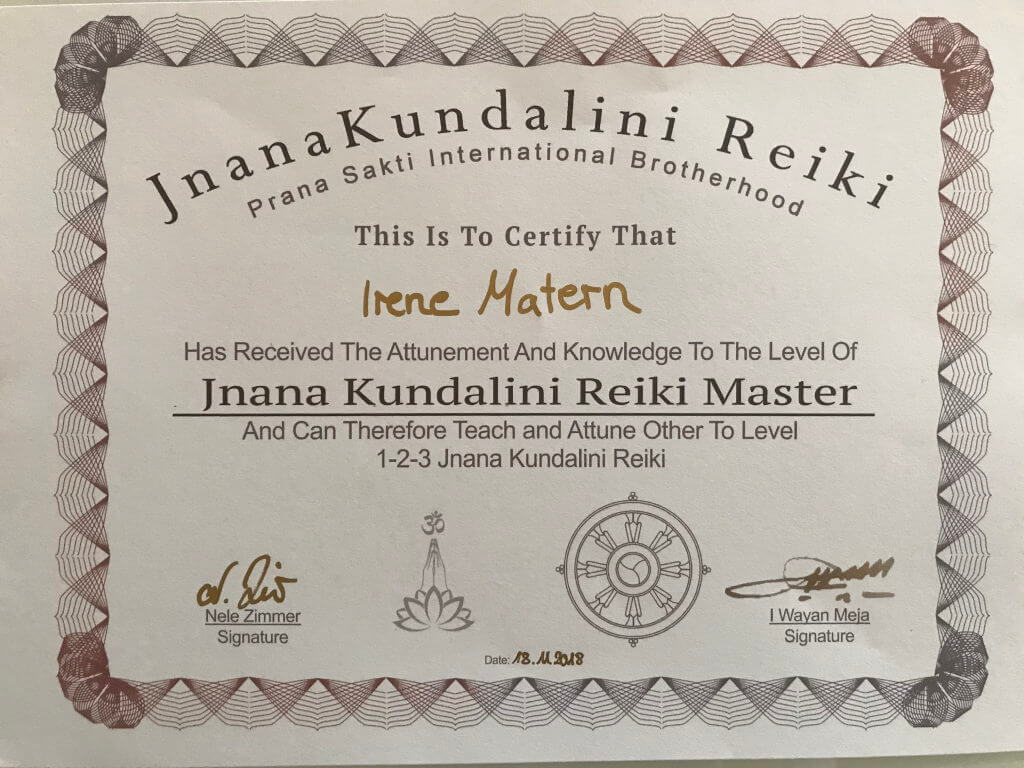 JnanaKundalini Reiki
Prana Sakti International Brotherhood
This Is To Certify That
Irene Matern
Has Received The Attunement And Knowledge To The Level Of
Jnana Kundalini Reiki Master
And Can Therefore Teach and Attune Other To Level
1-2-3 Jnana Kundalini Reiki
ॐ
Nele Zimmer
Signature
I Wayan Meja
Signature
Date: 18.11.2018